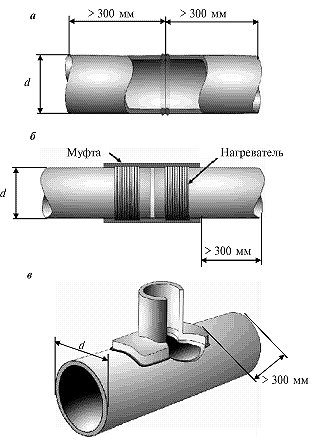 а
> 300 мм > 300 мм
d
б
Муфта Нагреватель
d
> 300 мм
в
d
> 300 мм